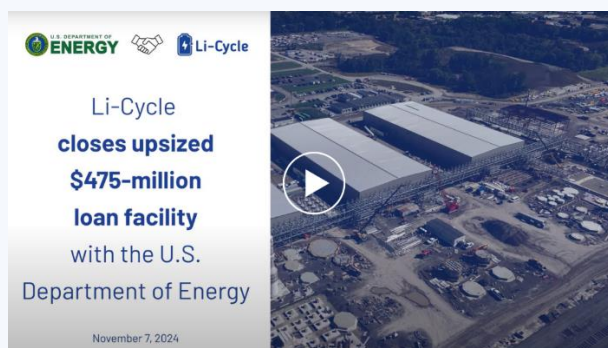 U.S. DEPARTMENT OF
ENERGY
Li-Cycle
Li-Cycle
closes upsized
$475-million
loan facility
with the U.S.
Department of Energy
November 7, 2024